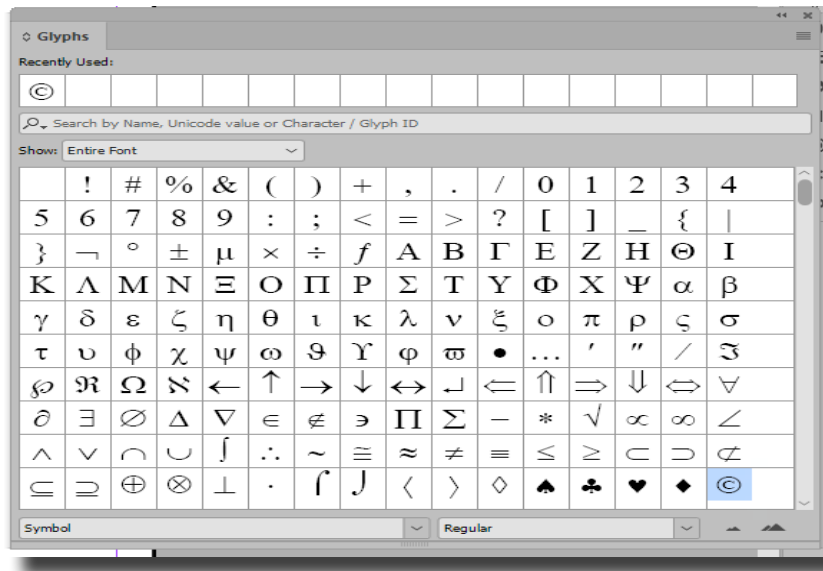 Glyphs
Recently Used:
©
Search by Name, Unicode value or Character / Glyph ID
Show: Entire Font
! # % & ( ) + , . / 0 1 2 3 4
5 6 7 8 9 : ; < = > ? [ ] _ { |
} ¬ ° ± μ × ÷ ƒ Α Β Γ Ε Ζ Η Θ Ι
Κ Λ Μ Ν Ξ Ο Π Ρ Σ Τ Υ Φ Χ Ψ α β
γ δ ε ζ η θ ι κ λ ν ξ ο π ρ ς σ
τ υ ϕ χ ψ ω ϑ ϒ φ ϖ • … ′ ″ ⁄ ℑ
℘ ℜ Ω ℵ ← ↑ → ↓ ↔ ↵ ⇐ ⇑ ⇒ ⇓ ⇔ ∀
∂ ∃ ∅ ∆ ∇ ∈ ∉ ∋ ∏ ∑ − ∗ √ ∝ ∞ ∠
∧ ∨ ∩ ∪ ∫ ∴ ∼ ≅ ≈ ≠ ≡ ≤ ≥ ⊂ ⊃ ⊄
⊆ ⊇ ⊕ ⊗ ⊥ ⋅ ⌠ ⌡ 〈 〉 ◊ ♠ ♣ ♥ ♦ ©
Symbol Regular